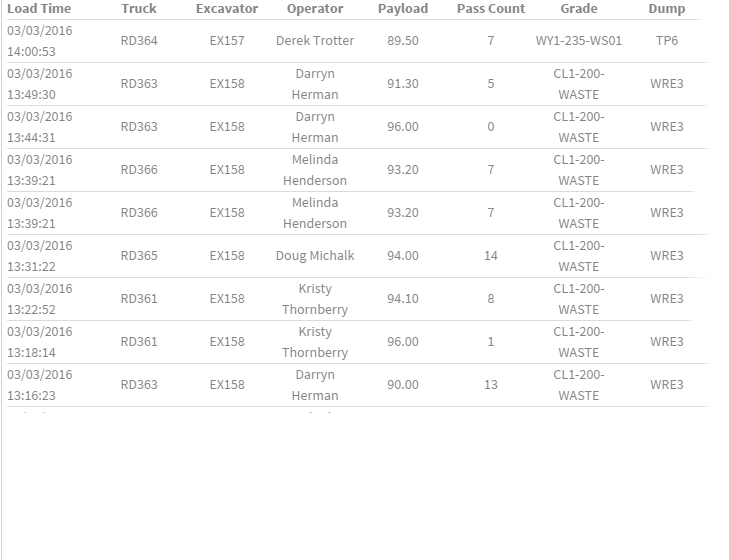 Load Time Truck Excavator Operator Payload Pass Count Grade Dump
03/03/2016 14:00:53 RD364 EX157 Derek Trotter 89.50 7 WY1-235-WS01 TP6
03/03/2016 13:49:30 RD363 EX158 Darryn Herman 91.30 5 CL1-200-WASTE WRE3
03/03/2016 13:44:31 RD363 EX158 Darryn Herman 96.00 0 CL1-200-WASTE WRE3
03/03/2016 13:39:21 RD366 EX158 Melinda Henderson 93.20 7 CL1-200-WASTE WRE3
03/03/2016 13:39:21 RD366 EX158 Melinda Henderson 93.20 7 CL1-200-WASTE WRE3
03/03/2016 13:31:22 RD365 EX158 Doug Michalk 94.00 14 CL1-200-WASTE WRE3
03/03/2016 13:22:52 RD361 EX158 Kristy Thornberry 94.10 8 CL1-200-WASTE WRE3
03/03/2016 13:18:14 RD361 EX158 Kristy Thornberry 96.00 1 CL1-200-WASTE WRE3
03/03/2016 13:16:23 RD363 EX158 Darryn Herman 90.00 13 CL1-200-WASTE WRE3